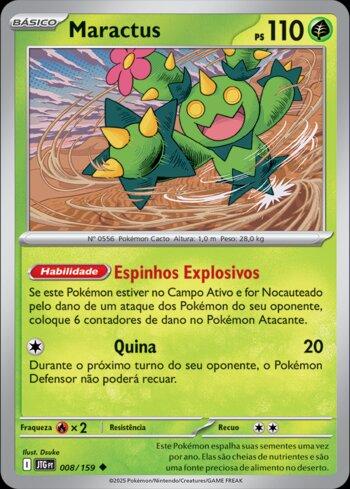 BÁSICO
Maractus PS 110
Nº 0556 Pokémon Cacto Altura: 1,0 m Peso: 28,0 kg
Habilidade Espinhos Explosivos
Se este Pokémon estiver no Campo Ativo e for Nocauteado
pelo dano de um ataque dos Pokémon do seu oponente,
coloque 6 contadores de dano no Pokémon Atacante.
Quina 20
Durante o próximo turno do seu oponente, o Pokémon
Defensor não poderá recuar.
Fraqueza ×2 Resistência Recuo
Ilust. Dsuke
I JTG PT 008/159
Este Pokémon espalha suas sementes uma vez
por ano. Elas são cheias de nutrientes e são
uma fonte preciosa de alimento no deserto.
©2025 Pokémon/Nintendo/Creatures/GAME FREAK